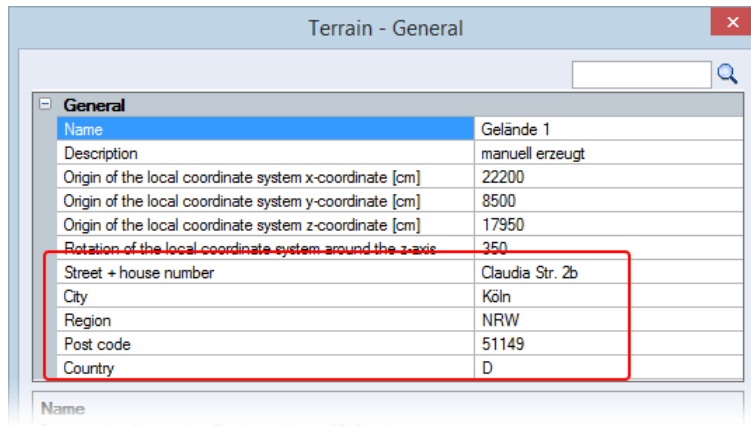 Terrain - General
General
Name Gelände 1
Description manuell erzeugt
Origin of the local coordinate system x-coordinate [cm] 22200
Origin of the local coordinate system y-coordinate [cm] 8500
Origin of the local coordinate system z-coordinate [cm] 17950
Rotation of the local coordinate system around the z-axis 350
Street + house number Claudia Str. 2b
City Köln
Region NRW
Post code 51149
Country D
Name